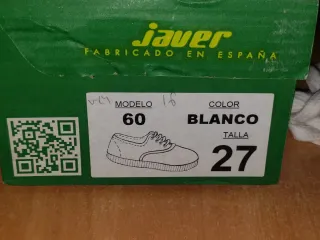 javer
FABRICADO EN ESPAÑA
MODELO
60
COLOR
BLANCO
TALLA
27